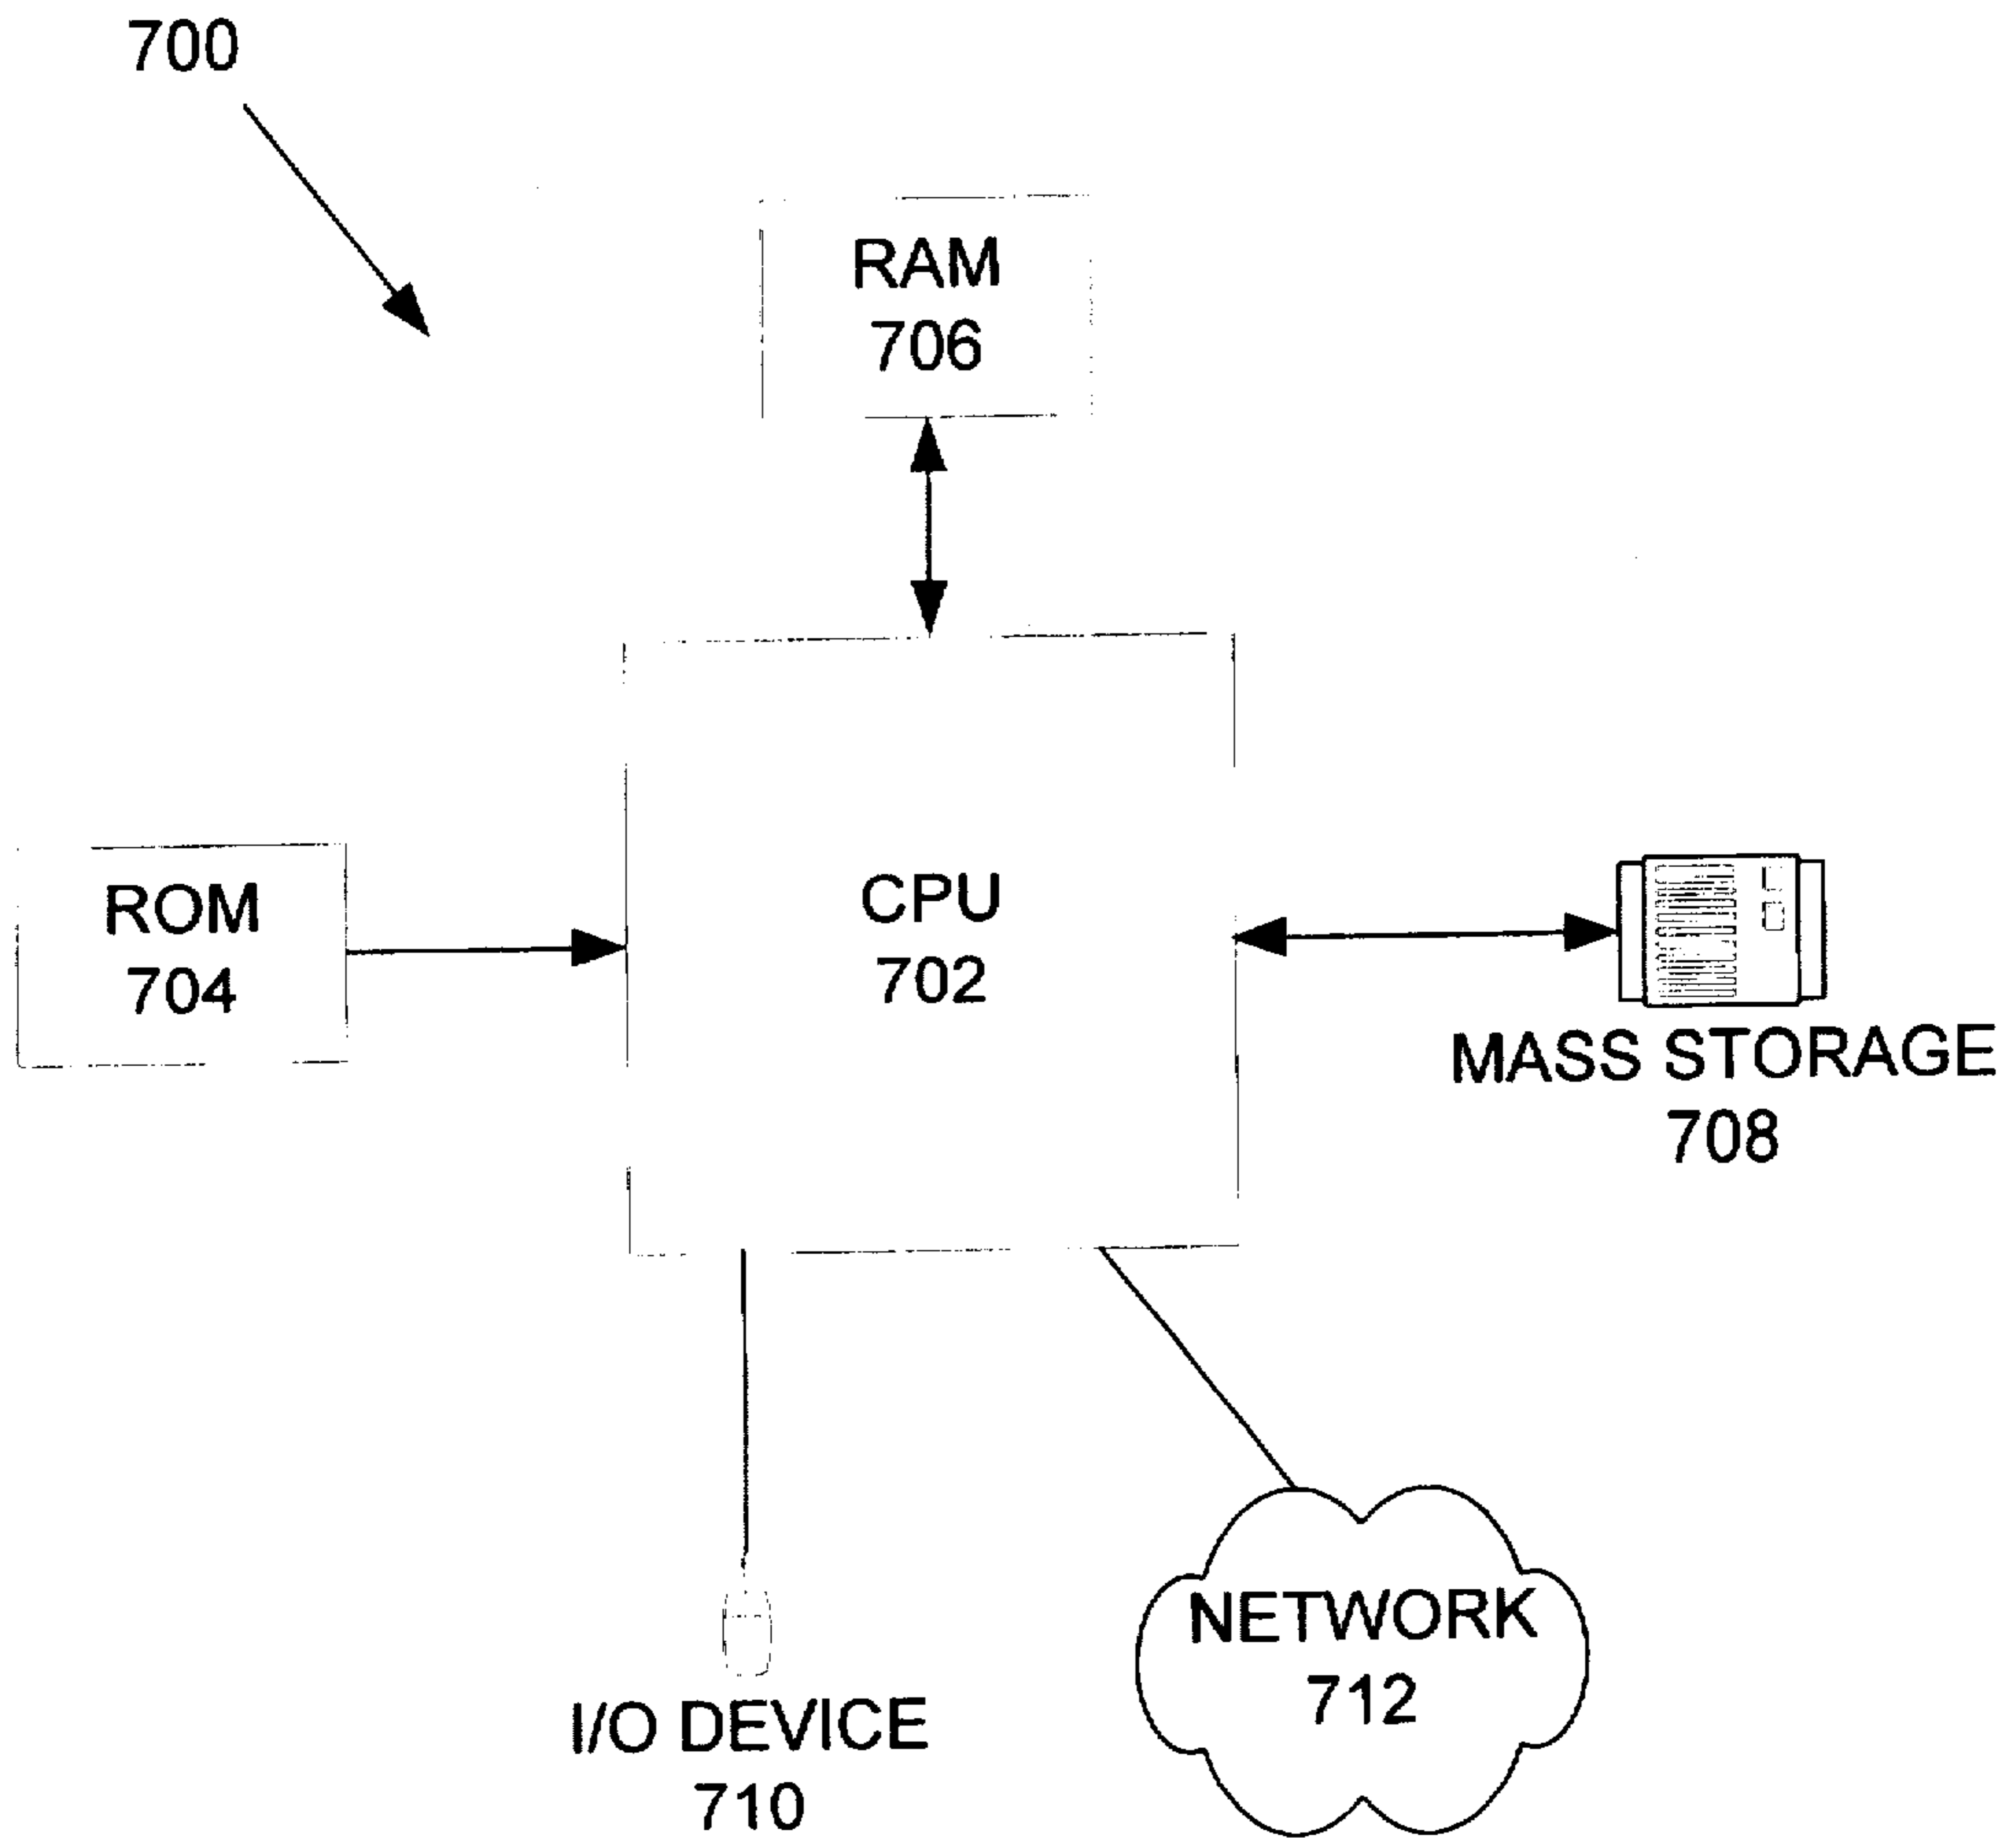 700
RAM
706
ROM
704
CPU
702
MASS STORAGE
708
I/O DEVICE
710
NETWORK
712